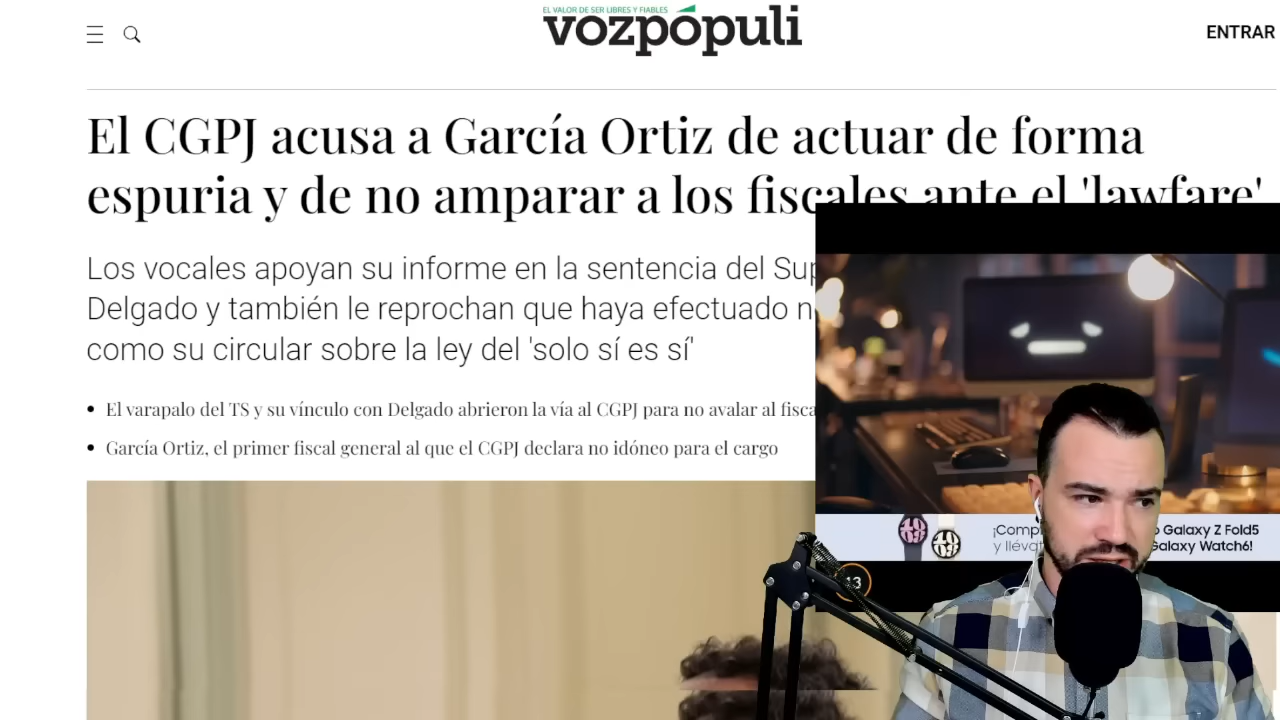 EL VALOR DE SER LIBRES Y FIABLES
vozpópuli
ENTRAR
El CGPJ acusa a García Ortiz de actuar de forma
espuria y de no amparar a los fiscales ante el 'lawfare'
Los vocales apoyan su informe en la sentencia del
Delgado y también le reprochan que haya efectuado
como su circular sobre la ley del 'solo sí es sí'
El varapalo del TS y su vínculo con Delgado abrieron la vía al CGPJ para no avalar al
García Ortiz, el primer fiscal general al que el CGPJ declara no idóneo para el cargo
Galaxy Z Fold5
Galaxy Watch6!